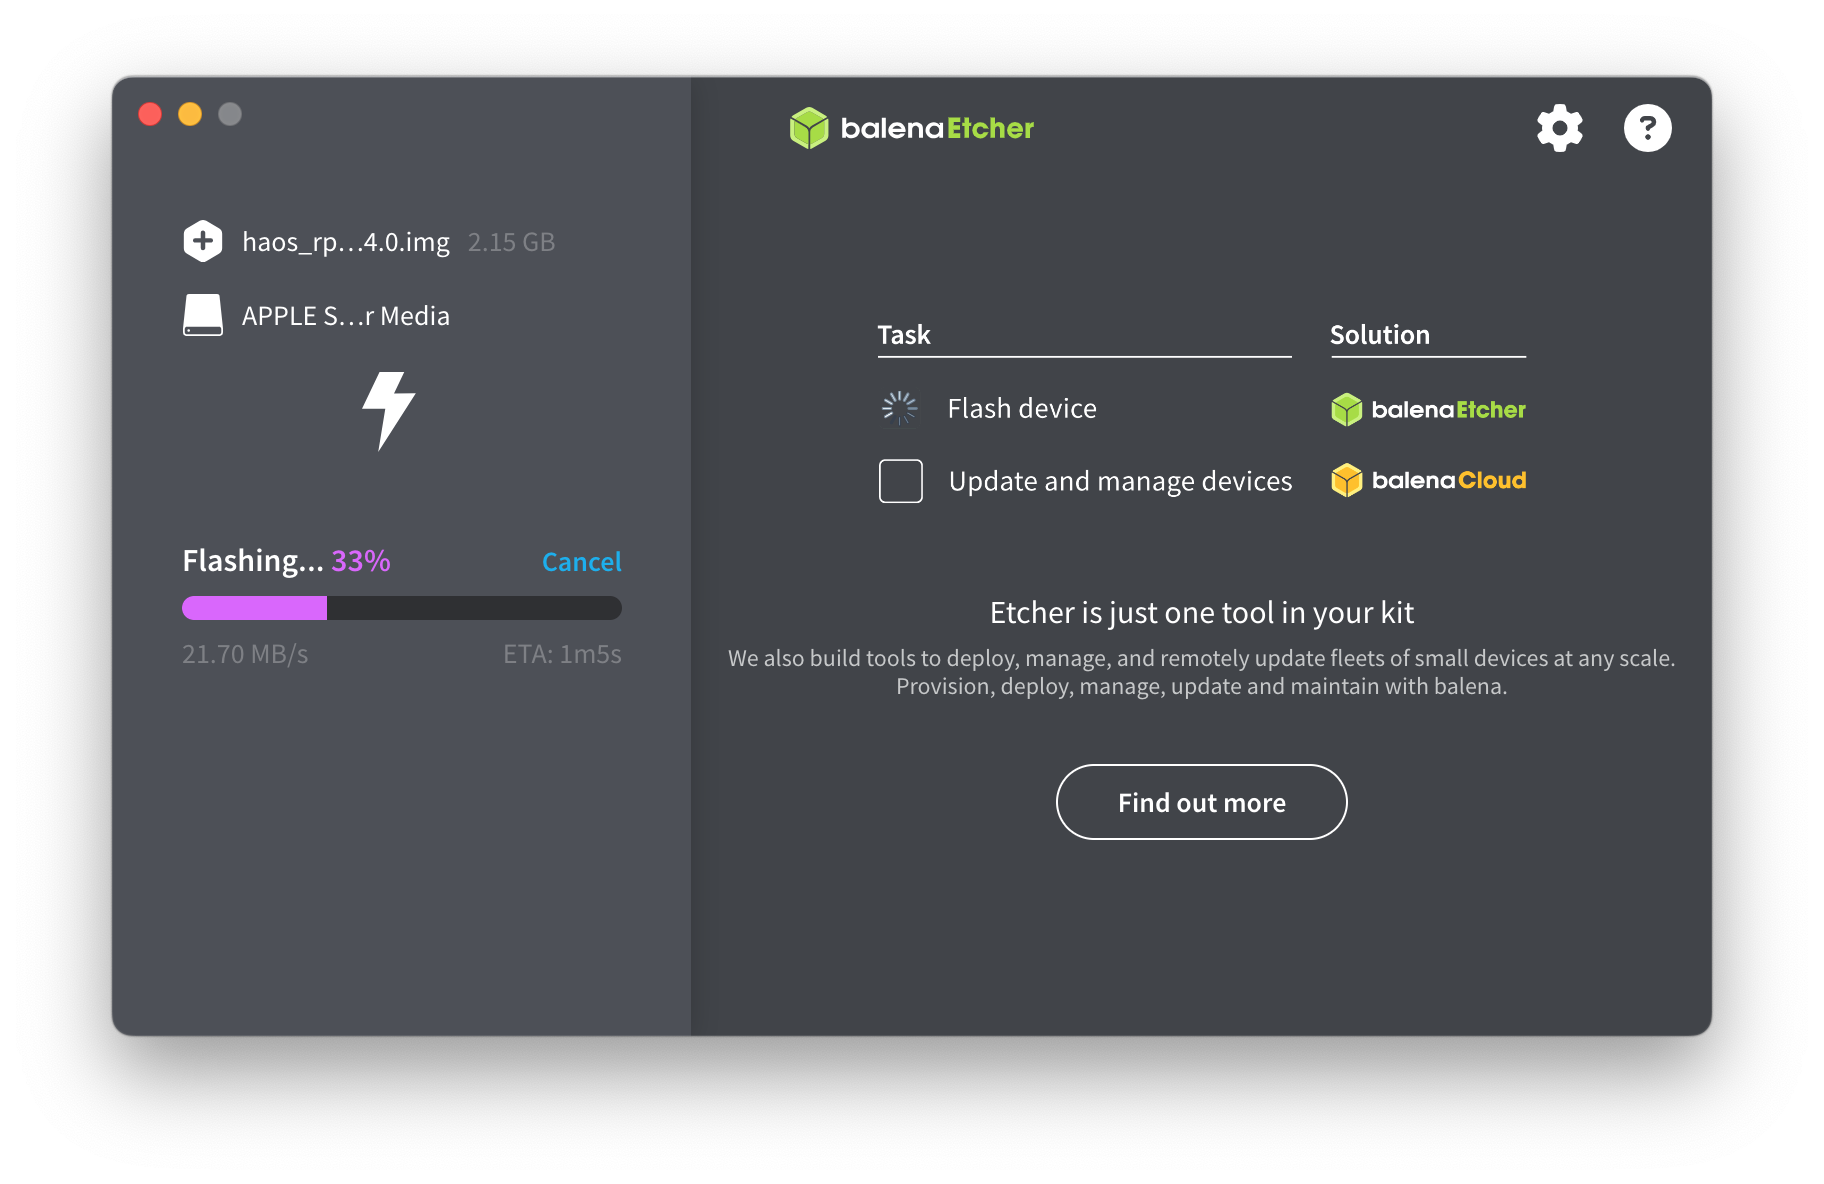 balenaEtcher
haos_rp...4.0.img 2.15 GB
APPLE S...r Media
Flashing... 33% Cancel
21.70 MB/s ETA: 1m5s
Task Solution
Flash device balenaEtcher
Update and manage devices balenaCloud
Etcher is just one tool in your kit
We also build tools to deploy, manage, and remotely update fleets of small devices at any scale.
Provision, deploy, manage, update and maintain with balena.
Find out more